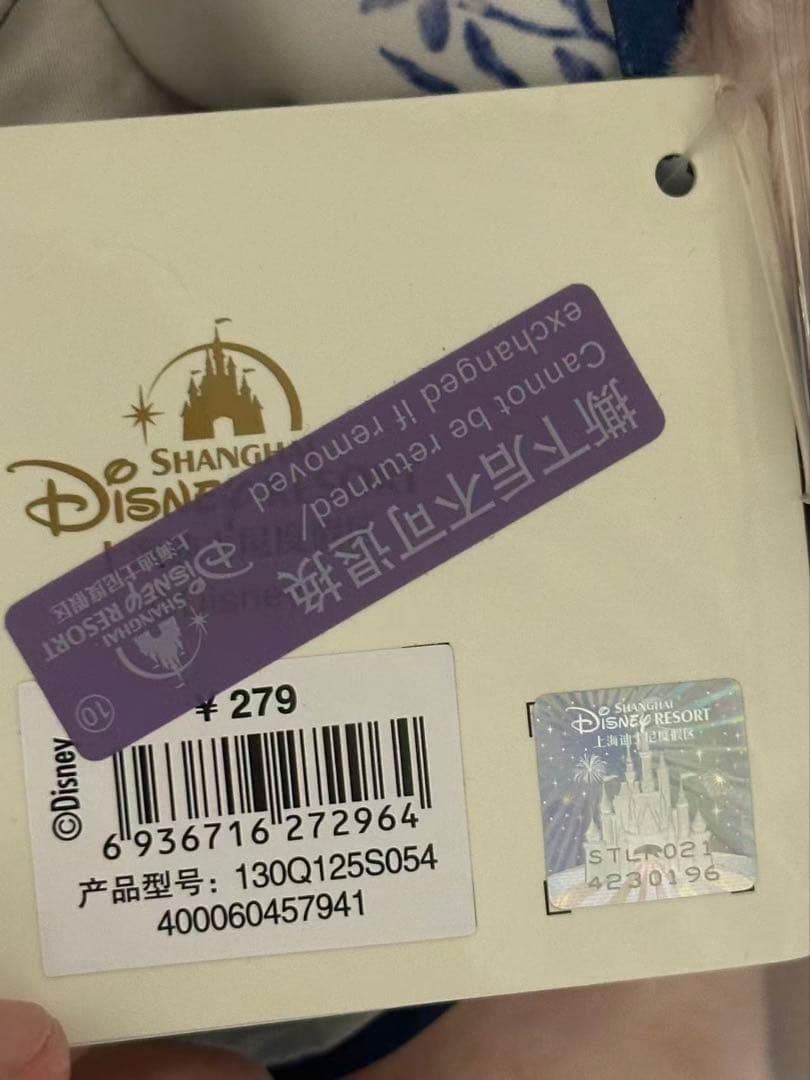 SHANGHAI
DISNEY RESORT
撕下后不可退换
Cannot be returned/
exchanged if removed
SHANGHAI
DISNEY RESORT
上海迪士尼度假区
10
¥ 279
©Disney
6 936716 272964
产品型号：130Q125S054
400060457941
SHANGHAI
DISNEY RESORT
上海迪士尼度假区
4230196